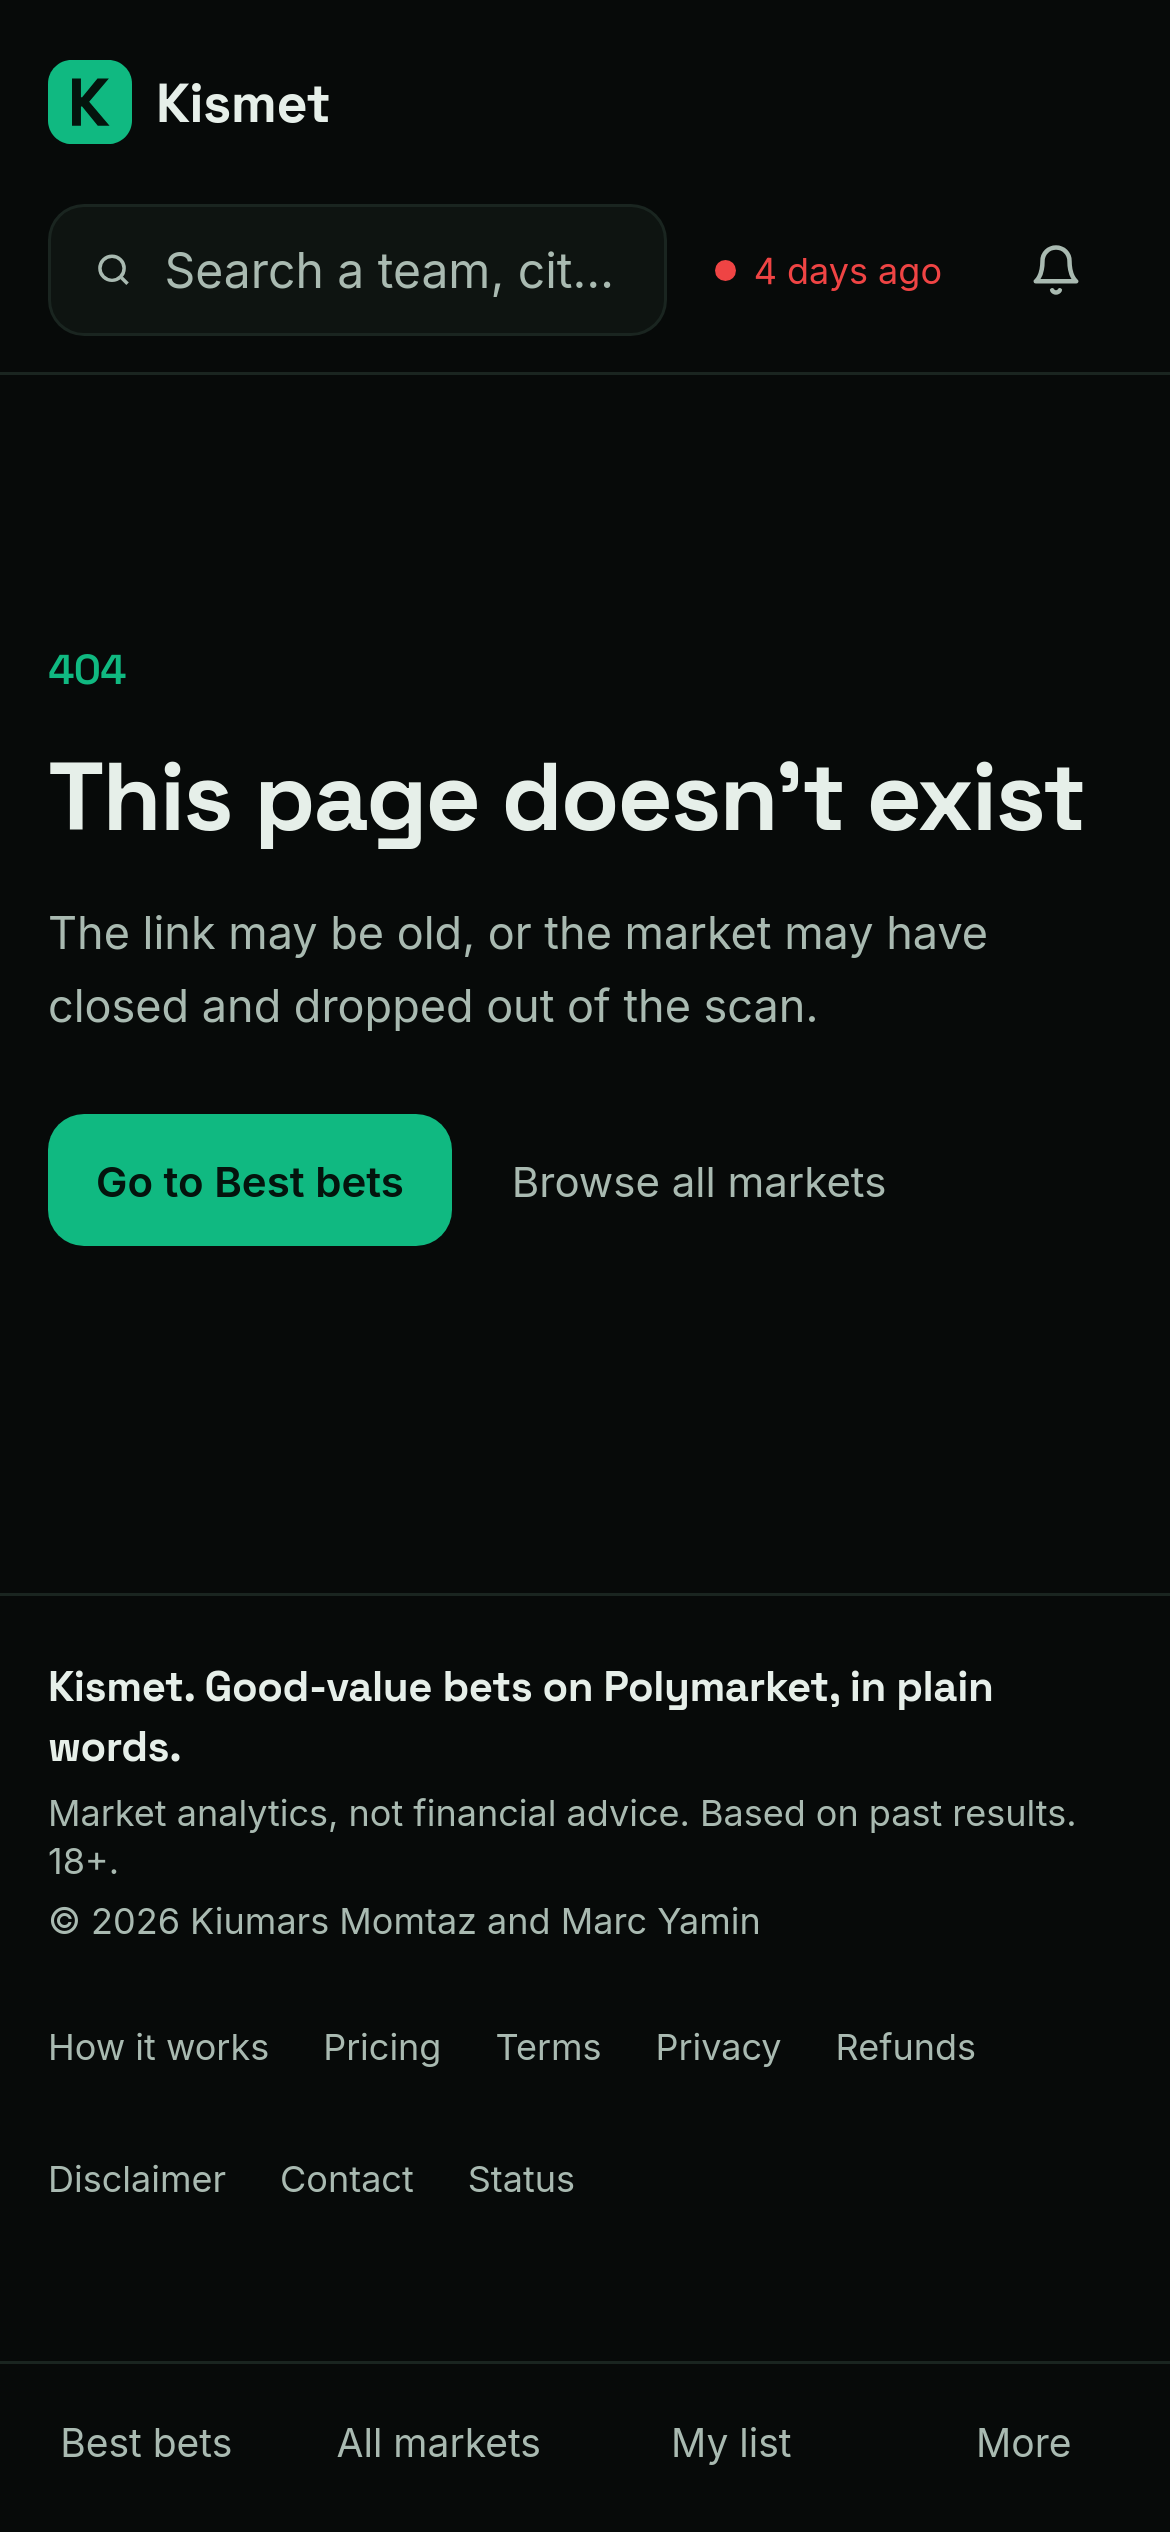 K Kismet
Search a team, cit...
4 days ago
404
This page doesn’t exist
The link may be old, or the market may have
closed and dropped out of the scan.
Go to Best bets
Browse all markets
Kismet. Good-value bets on Polymarket, in plain
words.
Market analytics, not financial advice. Based on past results.
18+.
© 2026 Kiumars Momtaz and Marc Yamin
How it works Pricing Terms Privacy Refunds
Disclaimer Contact Status
Best bets All markets My list More